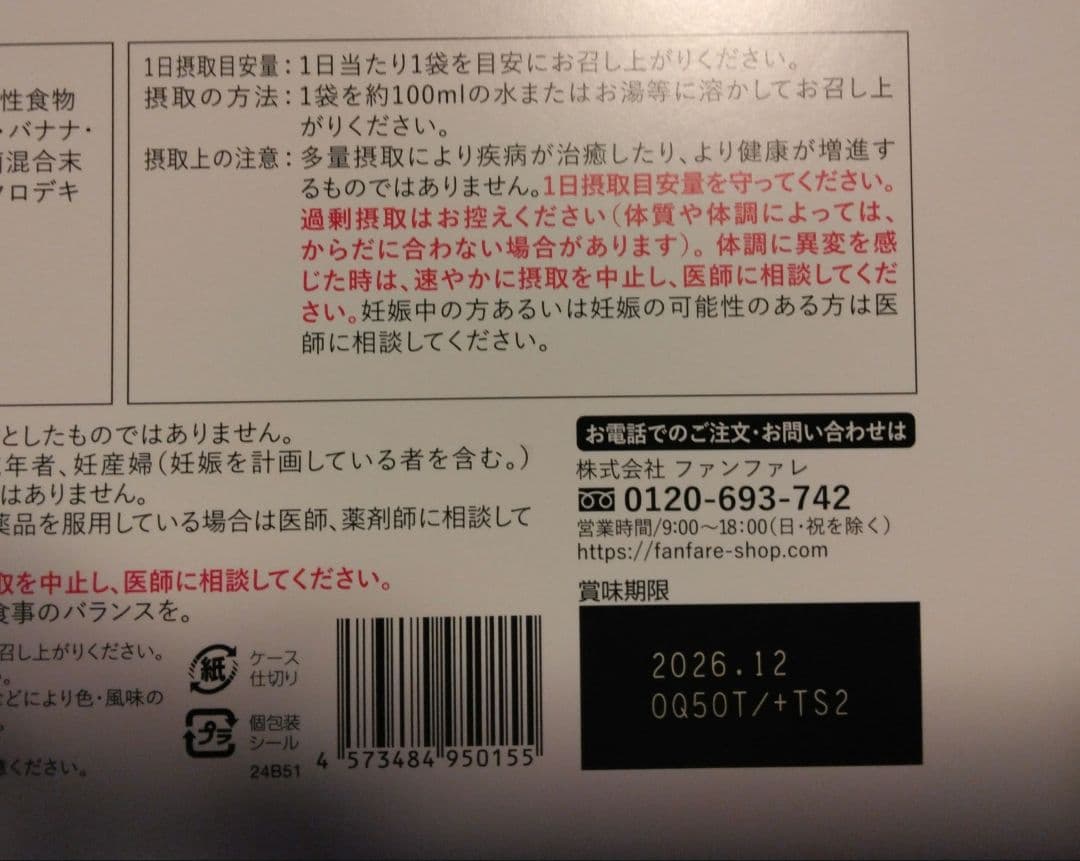 性食物
・バナナ・
菌混合末
クロデキ
1日摂取目安量：1日当たり1袋を目安にお召し上がりください。
摂取の方法：1袋を約100mlの水またはお湯等に溶かしてお召し上
がりください。
摂取上の注意：多量摂取により疾病が治癒したり、より健康が増進す
るものではありません。1日摂取目安量を守ってください。
過剰摂取はお控えください（体質や体調によっては、
からだに合わない場合があります）。体調に異変を感
じた時は、速やかに摂取を中止し、医師に相談してくだ
さい。妊娠中の方あるいは妊娠の可能性のある方は医
師に相談してください。
としたものではありません。
年者、妊産婦（妊娠を計画している者を含む。）
はありません。
薬品を服用している場合は医師、薬剤師に相談して
取を中止し、医師に相談してください。
食事のバランスを。
召し上がりください。
。
などにより色・風味の
。
意ください。
紙
ケース
仕切り
プラ
個包装
シール
24B51
4 573484 950155
お電話でのご注文・お問い合わせは
株式会社 ファンファレ
0120-693-742
営業時間/9:00～18:00（日・祝を除く）
https://fanfare-shop.com
賞味期限
2026.12
0Q50T/+TS2